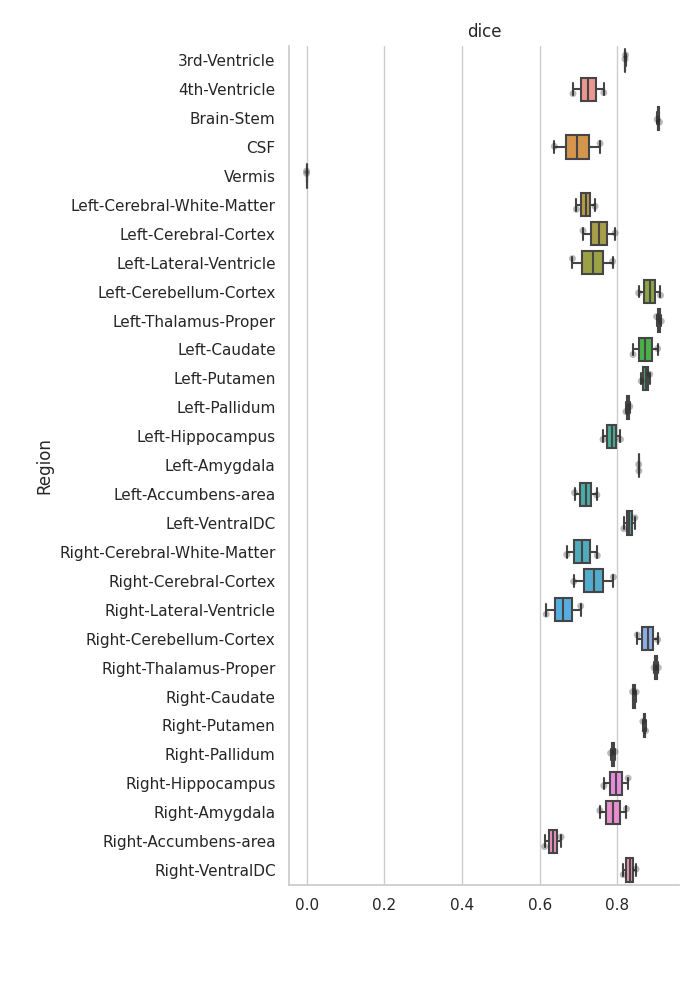 dice
3rd-Ventricle
4th-Ventricle
Brain-Stem
CSF
Vermis
Left-Cerebral-White-Matter
Left-Cerebral-Cortex
Left-Lateral-Ventricle
Left-Cerebellum-Cortex
Left-Thalamus-Proper
Left-Caudate
Left-Putamen
Left-Pallidum
Left-Hippocampus
Left-Amygdala
Left-Accumbens-area
Left-VentralDC
Right-Cerebral-White-Matter
Right-Cerebral-Cortex
Right-Lateral-Ventricle
Right-Cerebellum-Cortex
Right-Thalamus-Proper
Right-Caudate
Right-Putamen
Right-Pallidum
Right-Hippocampus
Right-Amygdala
Right-Accumbens-area
Right-VentralDC
Region
0.0 0.2 0.4 0.6 0.8